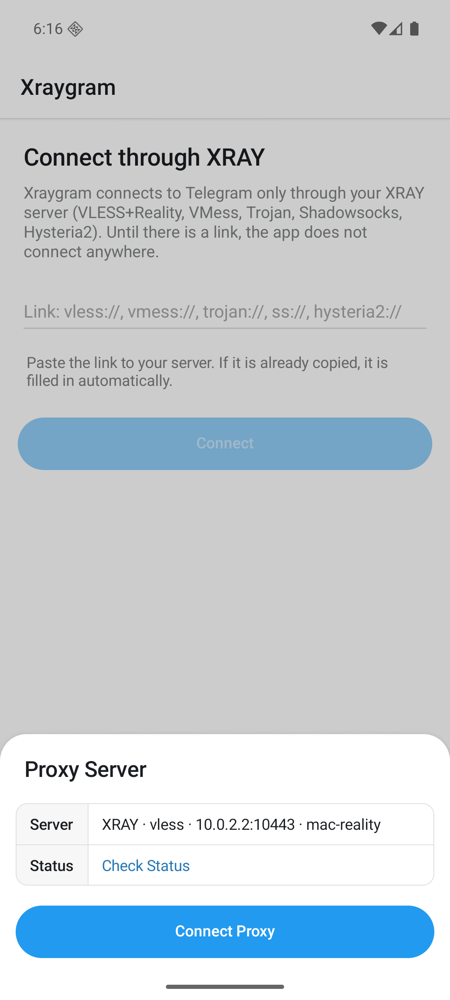 6:16
Xraygram
Connect through XRAY
Xraygram connects to Telegram only through your XRAY
server (VLESS+Reality, VMess, Trojan, Shadowsocks,
Hysteria2). Until there is a link, the app does not
connect anywhere.
Link: vless://, vmess://, trojan://, ss://, hysteria2://
Paste the link to your server. If it is already copied, it is
filled in automatically.
Connect
Proxy Server
Server XRAY · vless · 10.0.2.2:10443 · mac-reality
Status Check Status
Connect Proxy